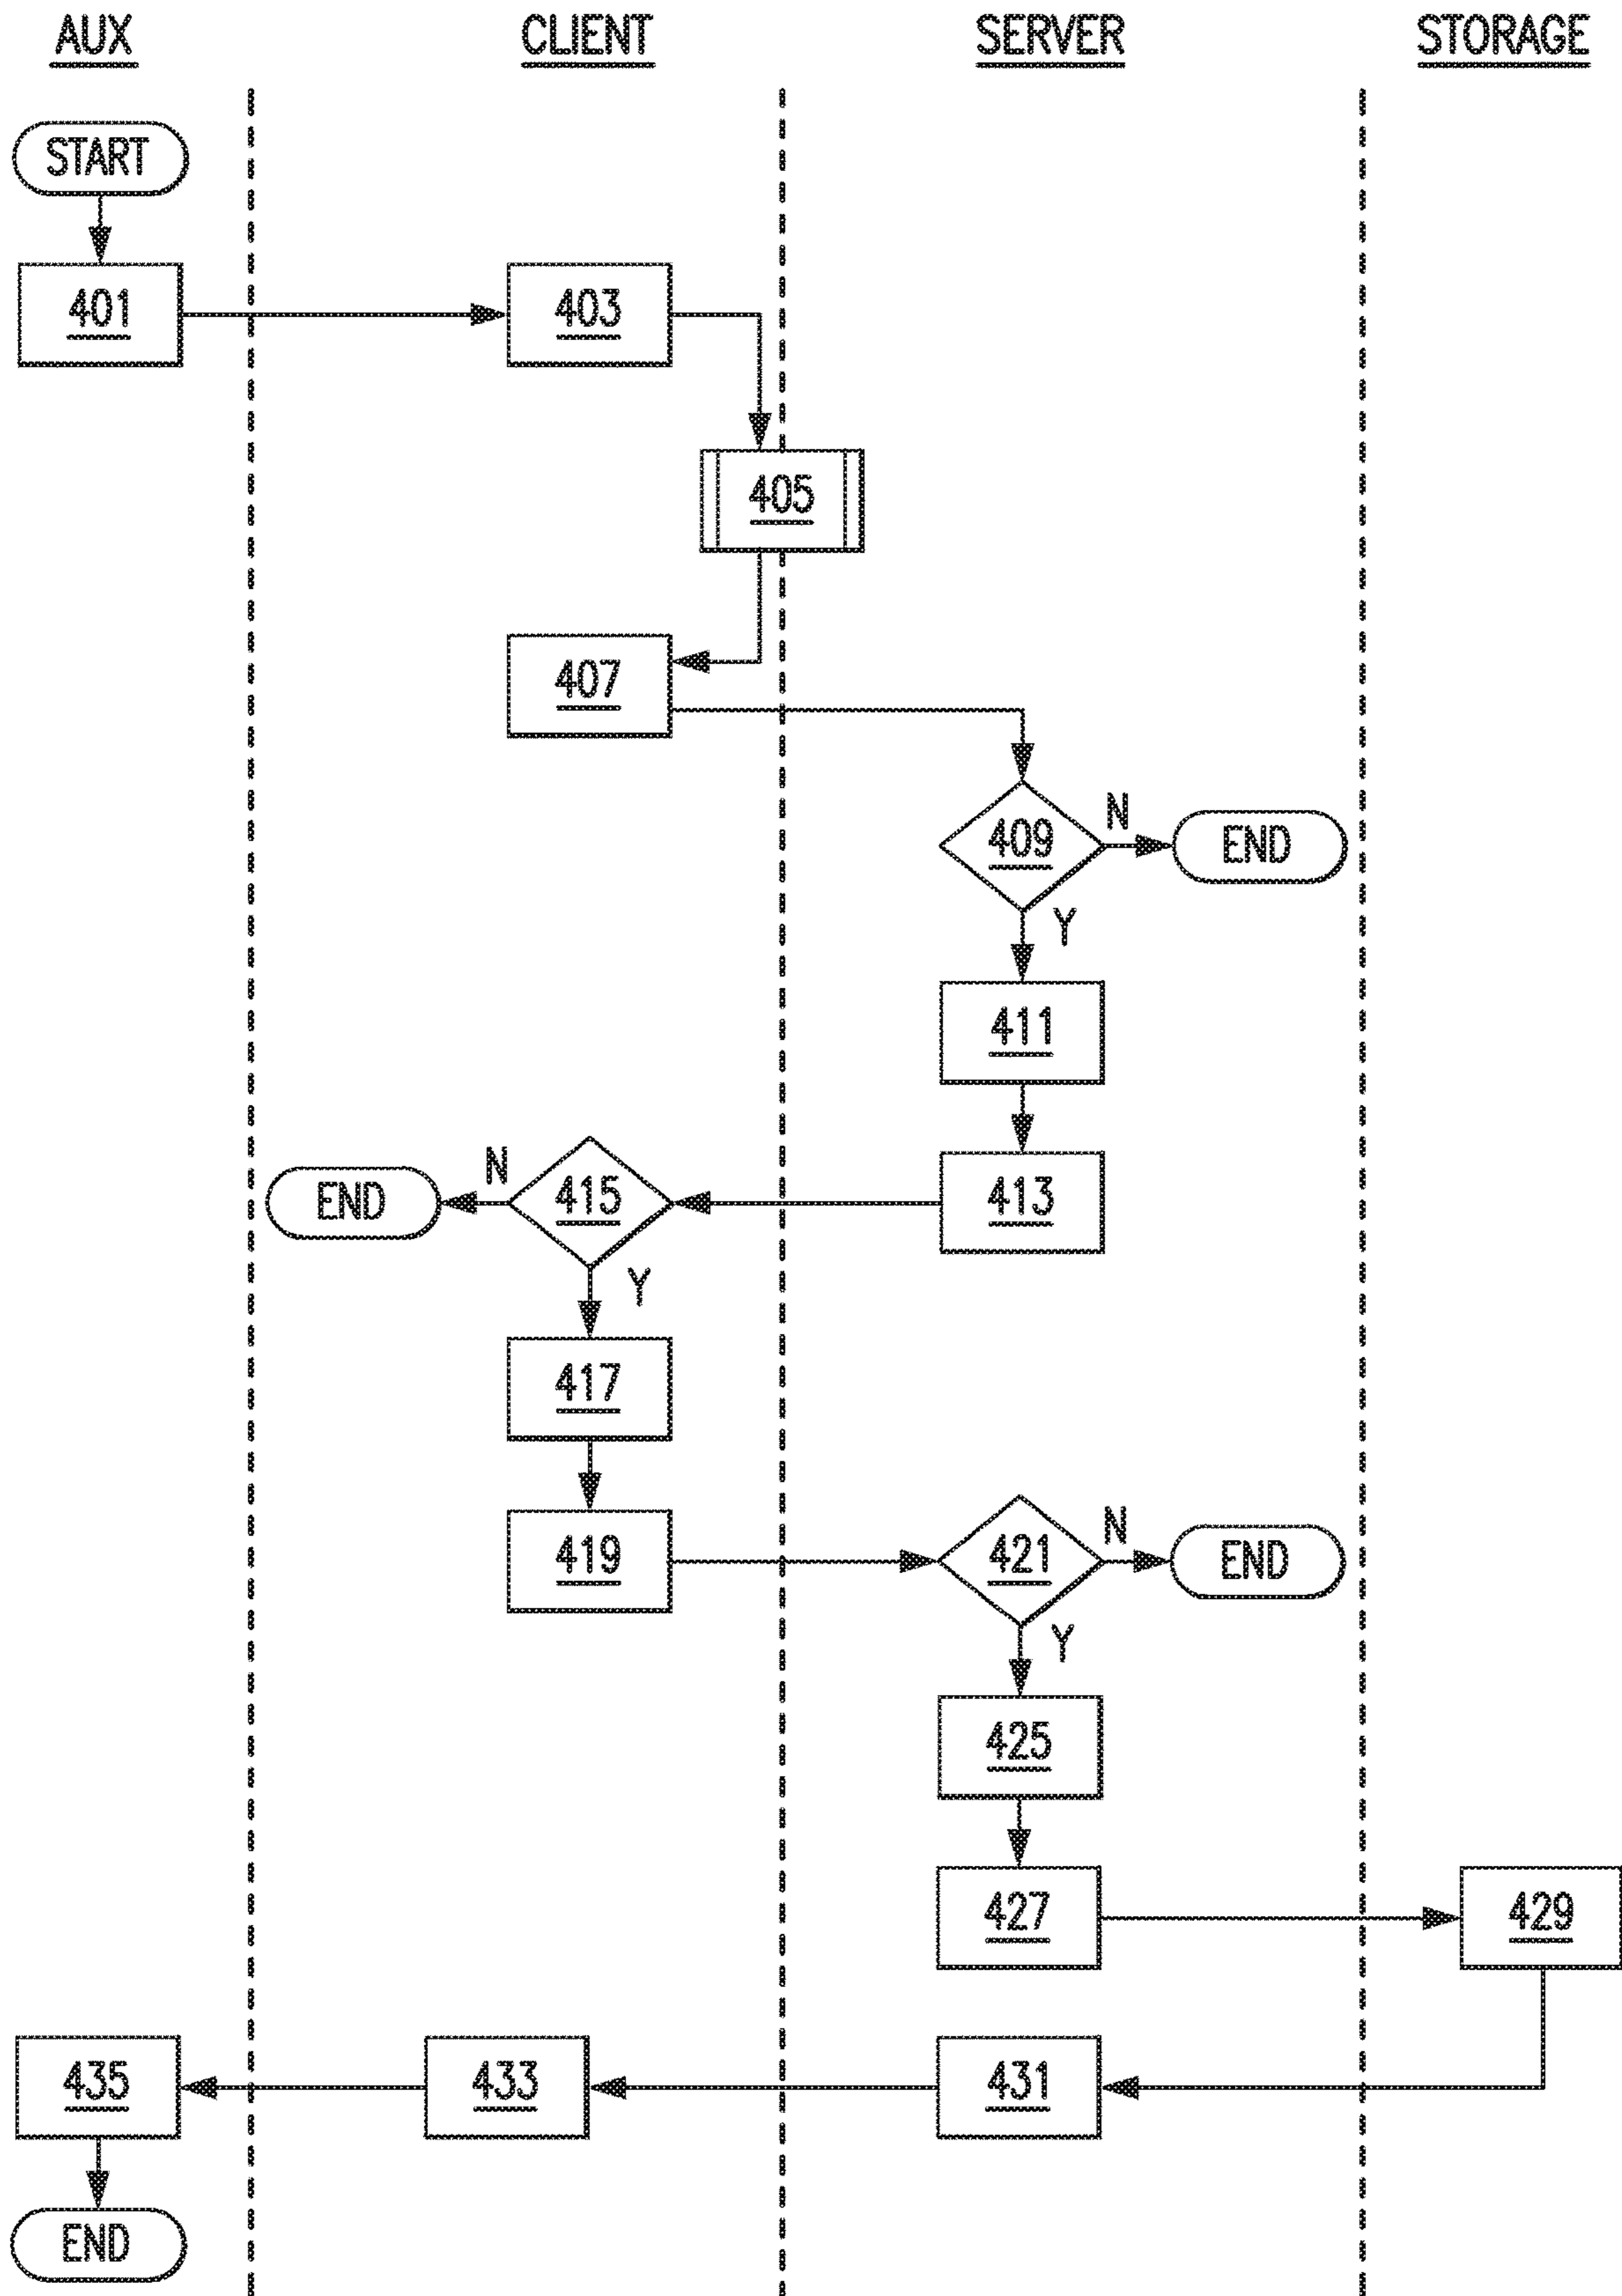 AUX CLIENT SERVER STORAGE
START
401 403
405
407
409 N END
Y
411
END N 415 413
Y
417
419 421 N END
Y
425
427 429
435 433 431
END